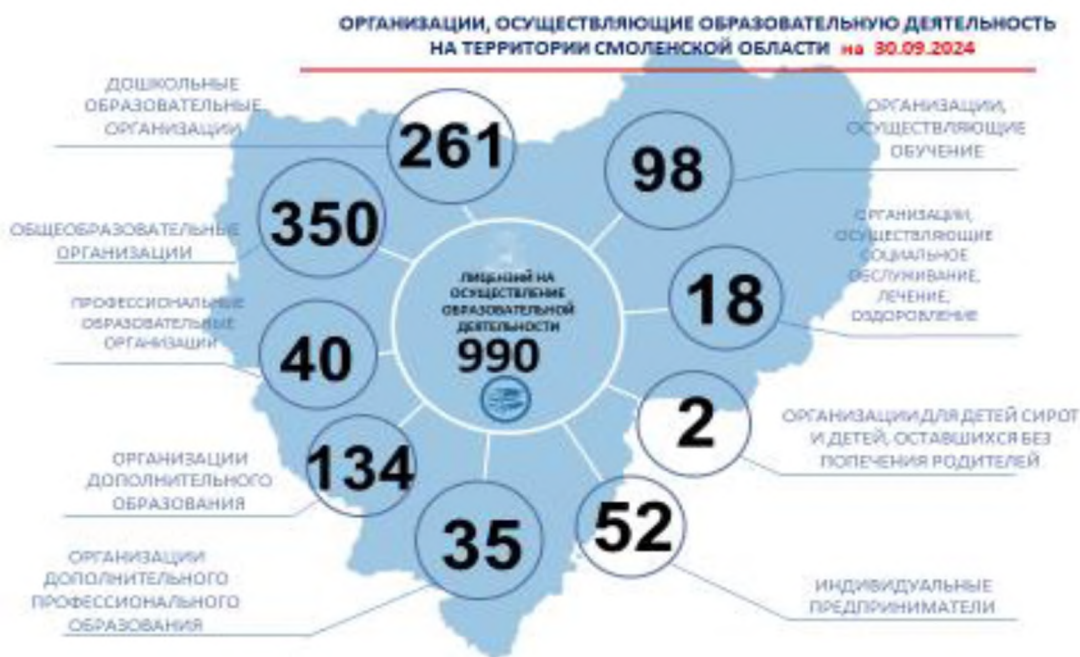 ОРГАНИЗАЦИИ, ОСУЩЕСТВЛЯЮЩИЕ ОБРАЗОВАТЕЛЬНУЮ ДЕЯТЕЛЬНОСТЬ
НА ТЕРРИТОРИИ СМОЛЕНСКОЙ ОБЛАСТИ на 30.09.2024
ДОШКОЛЬНЫЕ
ОБРАЗОВАТЕЛЬНЫЕ
ОРГАНИЗАЦИИ
261
ОБЩЕОБРАЗОВАТЕЛЬНЫЕ
ОРГАНИЗАЦИИ
350
ПРОФЕССИОНАЛЬНЫЕ
ОБРАЗОВАТЕЛЬНЫЕ
ОРГАНИЗАЦИИ
40
ОРГАНИЗАЦИИ
ДОПОЛНИТЕЛЬНОГО
ОБРАЗОВАНИЯ
134
ОРГАНИЗАЦИИ
ДОПОЛНИТЕЛЬНОГО
ПРОФЕССИОНАЛЬНОГО
ОБРАЗОВАНИЯ
35
ЛИЦЕНЗИЙ НА
ОСУЩЕСТВЛЕНИЕ
ОБРАЗОВАТЕЛЬНОЙ
ДЕЯТЕЛЬНОСТИ
990
98
ОРГАНИЗАЦИИ,
ОСУЩЕСТВЛЯЮЩИЕ
ОБУЧЕНИЕ
18
ОРГАНИЗАЦИИ,
ОСУЩЕСТВЛЯЮЩИЕ
СОЦИАЛЬНОЕ
ОБСЛУЖИВАНИЕ,
ЛЕЧЕНИЕ,
ОЗДОРОВЛЕНИЕ
2
ОРГАНИЗАЦИИ ДЛЯ ДЕТЕЙ СИРОТ
И ДЕТЕЙ, ОСТАВШИХСЯ БЕЗ
ПОПЕЧЕНИЯ РОДИТЕЛЕЙ
52
ИНДИВИДУАЛЬНЫЕ
ПРЕДПРИНИМАТЕЛИ